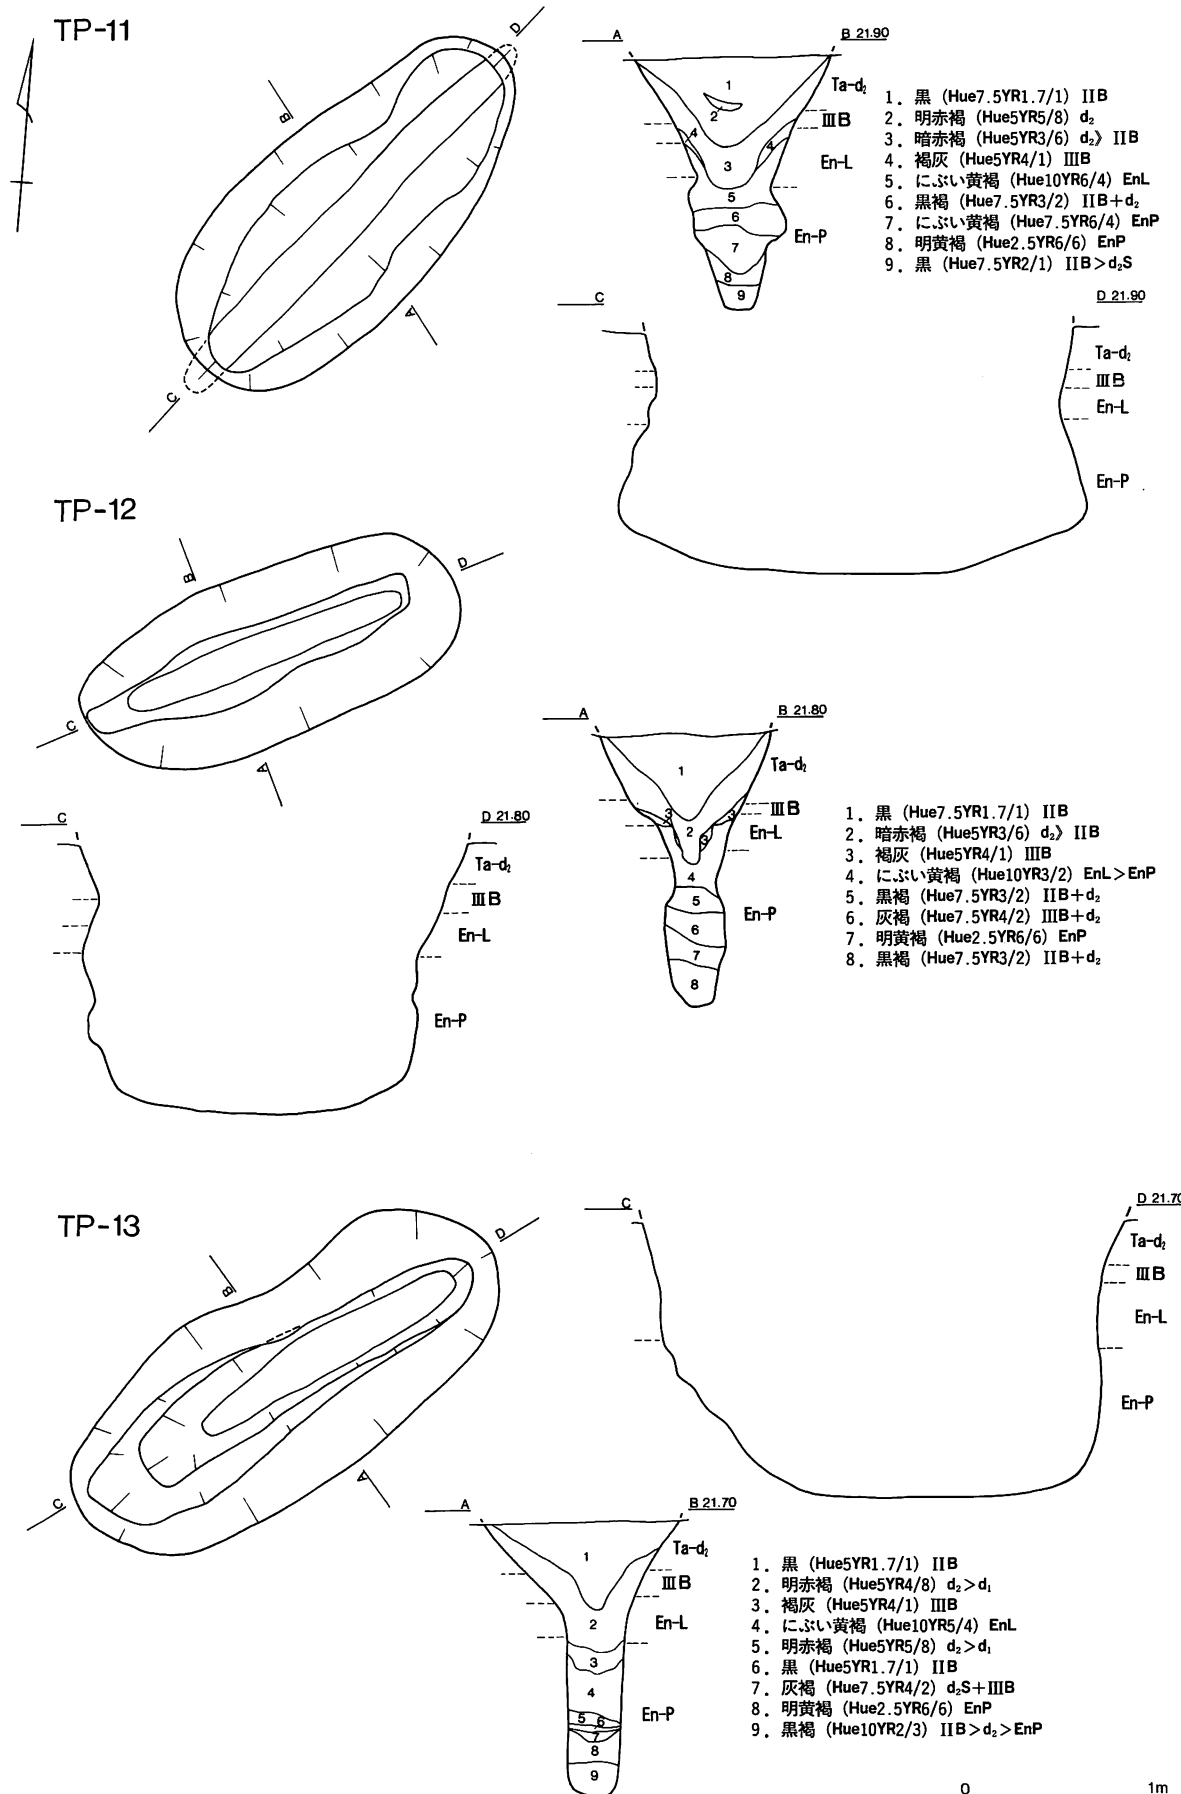 TP-11
D
B
A
C
A
B 21.90
1
2
3
4
4
5
6
7
8
9
Ta-d₂
ⅢB
En-L
En-P
1. 黒 (Hue7.5YR1.7/1) ⅡB
2. 明赤褐 (Hue5YR5/8) d₂
3. 暗赤褐 (Hue5YR3/6) d₂》ⅡB
4. 褐灰 (Hue5YR4/1) ⅢB
5. にぶい黄褐 (Hue10YR6/4) EnL
6. 黒褐 (Hue7.5YR3/2) ⅡB+d₂
7. にぶい黄褐 (Hue7.5YR6/4) EnP
8. 明黄褐 (Hue2.5YR6/6) EnP
9. 黒 (Hue7.5YR2/1) ⅡB>d₂S
C
D 21.90
Ta-d₂
ⅢB
En-L
En-P
TP-12
B
D
C
A
A
B 21.80
1
2
3
3
3
4
5
6
7
8
Ta-d₂
ⅢB
En-L
En-P
1. 黒 (Hue7.5YR1.7/1) ⅡB
2. 暗赤褐 (Hue5YR3/6) d₂》ⅡB
3. 褐灰 (Hue5YR4/1) ⅢB
4. にぶい黄褐 (Hue10YR3/2) EnL>EnP
5. 黒褐 (Hue7.5YR3/2) ⅡB+d₂
6. 灰褐 (Hue7.5YR4/2) ⅢB+d₂
7. 明黄褐 (Hue2.5YR6/6) EnP
8. 黒褐 (Hue7.5YR3/2) ⅡB+d₂
C
D 21.80
Ta-d₂
ⅢB
En-L
En-P
TP-13
D
B
A
C
C
D 21.70
Ta-d₂
ⅢB
En-L
En-P
A
B 21.70
1
2
3
4
5 6
7
8
9
Ta-d₂
ⅢB
En-L
En-P
1. 黒 (Hue5YR1.7/1) ⅡB
2. 明赤褐 (Hue5YR4/8) d₂>d₁
3. 褐灰 (Hue5YR4/1) ⅢB
4. にぶい黄褐 (Hue10YR5/4) EnL
5. 明赤褐 (Hue5YR5/8) d₂>d₁
6. 黒 (Hue5YR1.7/1) ⅡB
7. 灰褐 (Hue7.5YR4/2) d₂S+ⅢB
8. 明黄褐 (Hue2.5YR6/6) EnP
9. 黒褐 (Hue10YR2/3) ⅡB>d₂>EnP
0 1m